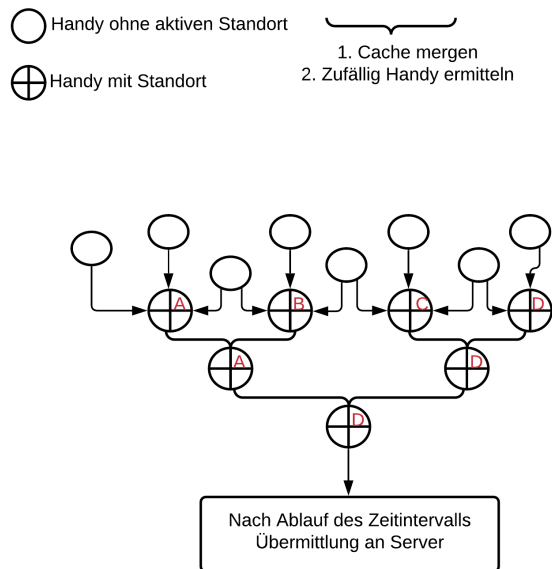 Handy ohne aktiven Standort
Handy mit Standort
1. Cache mergen
2. Zufällig Handy ermitteln
A
B
C
D
A
D
D
Nach Ablauf des Zeitintervalls
Übermittlung an Server